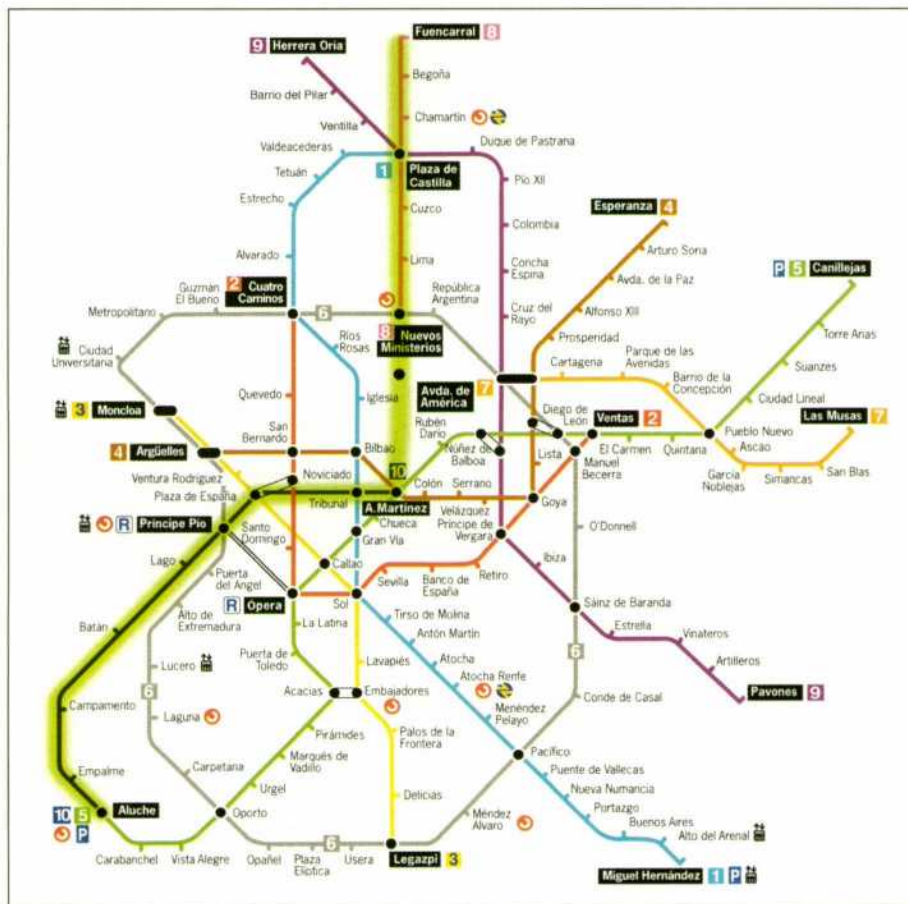 Fuencarral 8
9 Herrera Oria
Begoña
Barrio del Pilar
Chamartín
Ventilla
Valdeacederas
Duque de Pastrana
1
Plaza de
Castilla
Tetuán
Pío XII
Estrecho
Cuzco
Esperanza 4
Colombia
Arturo Soria
Alvarado
Lima
Concha
Espina
Avda. de la Paz
P 5 Canillejas
Guzmán
El Bueno
2 Cuatro
Caminos
República
Argentina
Metropolitano
6
Cruz del
Rayo
Alfonso XIII
Ríos
Rosas
8 Nuevos
Ministerios
Torre Arias
Ciudad
Universitaria
Prosperidad
Cartagena
Parque de las
Avenidas
Suanzes
Avda. de
América 7
Barrio de la
Concepción
Quevedo
Iglesia
Ciudad Lineal
3 Moncloa
Diego de
León
Ventas 2
Las Musas 7
Rubén
Darío
San
Bernardo
Bilbao
Pueblo Nuevo
4 Argüelles
Núñez de
Balboa
Lista
El Carmen
Quintana
Ascao
Manuel
Becerra
Ventura Rodríguez
Noviciado
10
Colón
Serrano
García
Noblejas
Simancas
San Blas
Plaza de España
Tribunal
A.Martínez
Velázquez
Goya
Chueca
Príncipe de
Vergara
O'Donnell
R Príncipe Pío
Santo
Domingo
Gran Vía
Lago
Callao
Ibiza
Puerta
del Angel
Sevilla
Banco de
España
Retiro
R Ópera
Sol
Sáinz de Baranda
Alto de
Extremadura
La Latina
Tirso de Molina
Estrella
Vinateros
Batán
Antón Martín
Puerta de
Toledo
Lavapiés
Atocha
6
Artilleros
Lucero
Atocha Renfe
6
Acacias
Embajadores
Conde de Casal
Pavones 9
Campamento
Laguna
Menéndez
Pelayo
Pirámides
Palos de la
Frontera
Pacífico
Marqués de
Vadillo
Puente de Vallecas
Empalme
Carpetana
Urgel
Nueva Numancia
Delicias
Portazgo
10 5
P
Aluche
Oporto
Méndez
Alvaro
Buenos Aires
Alto del Arenal
Carabanchel
Vista Alegre
Opañel
6
Plaza
Elíptica
Usera
Legazpi 3
Miguel Hernández 1 P